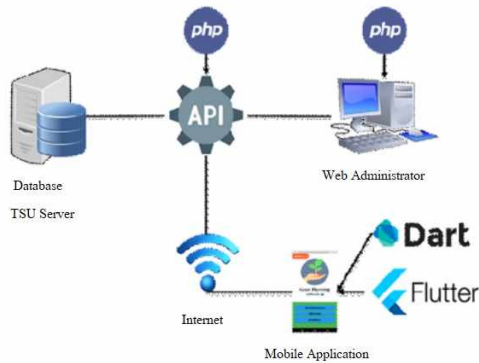 php
php
API
Database
TSU Server
Web Administrator
Dart
Flutter
Internet
Mobile Application